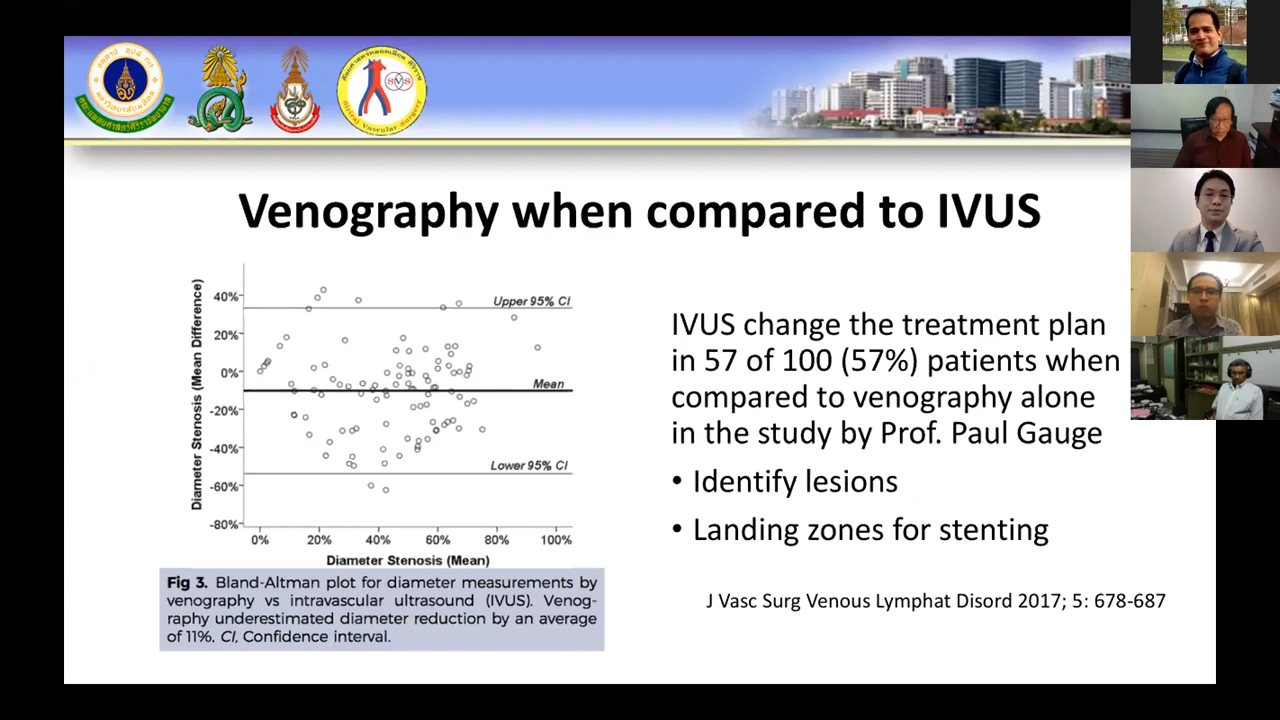 Venography when compared to IVUS
Diameter Stenosis (Mean Difference)
40%
20%
0%
-20%
-40%
-60%
-80%
Upper 95% CI
Mean
Lower 95% CI
0% 20% 40% 60% 80% 100%
Diameter Stenosis (Mean)
Fig 3. Bland-Altman plot for diameter measurements by
venography vs intravascular ultrasound (IVUS). Venog-
raphy underestimated diameter reduction by an average
of 11%. CI, Confidence interval.
IVUS change the treatment plan
in 57 of 100 (57%) patients when
compared to venography alone
in the study by Prof. Paul Gauge
• Identify lesions
• Landing zones for stenting
J Vasc Surg Venous Lymphat Disord 2017; 5: 678-687